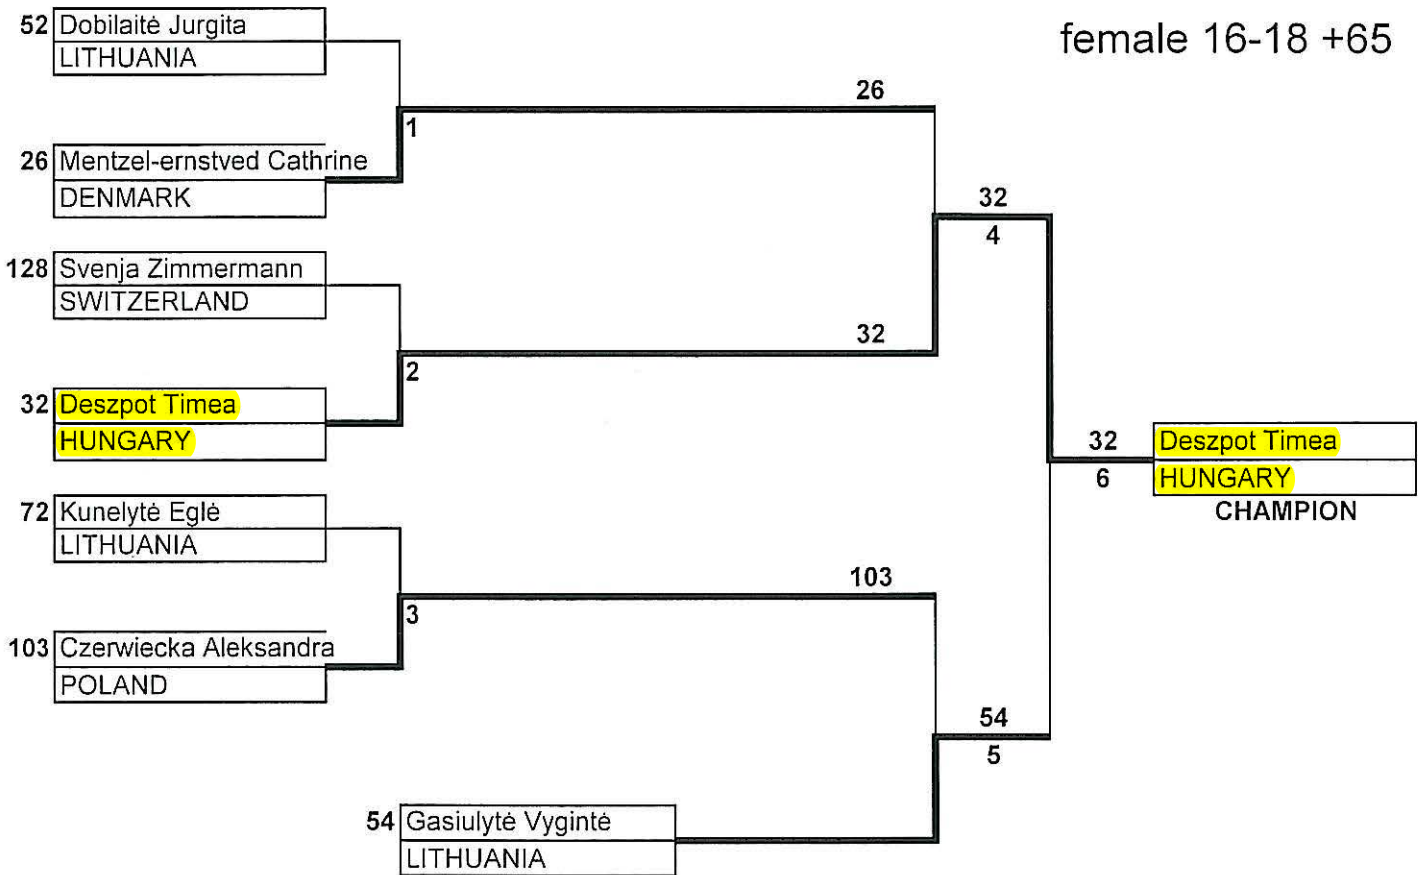 female 16-18 +65
52 Dobilaitė Jurgita
LITHUANIA
26
1
26 Mentzel-ernstved Cathrine
DENMARK
32
4
128 Svenja Zimmermann
SWITZERLAND
32
2
32 Deszpot Timea
HUNGARY
32 Deszpot Timea
6 HUNGARY
CHAMPION
72 Kunelytė Eglė
LITHUANIA
103
3
103 Czerwiecka Aleksandra
POLAND
54
5
54 Gasiulytė Vygintė
LITHUANIA